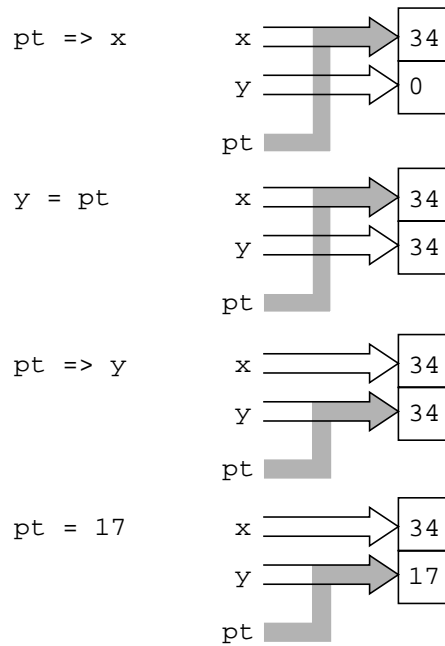 pt => x x 34
y 0
pt
y = pt x 34
y 34
pt
pt => y x 34
y 34
pt
pt = 17 x 34
y 17
pt